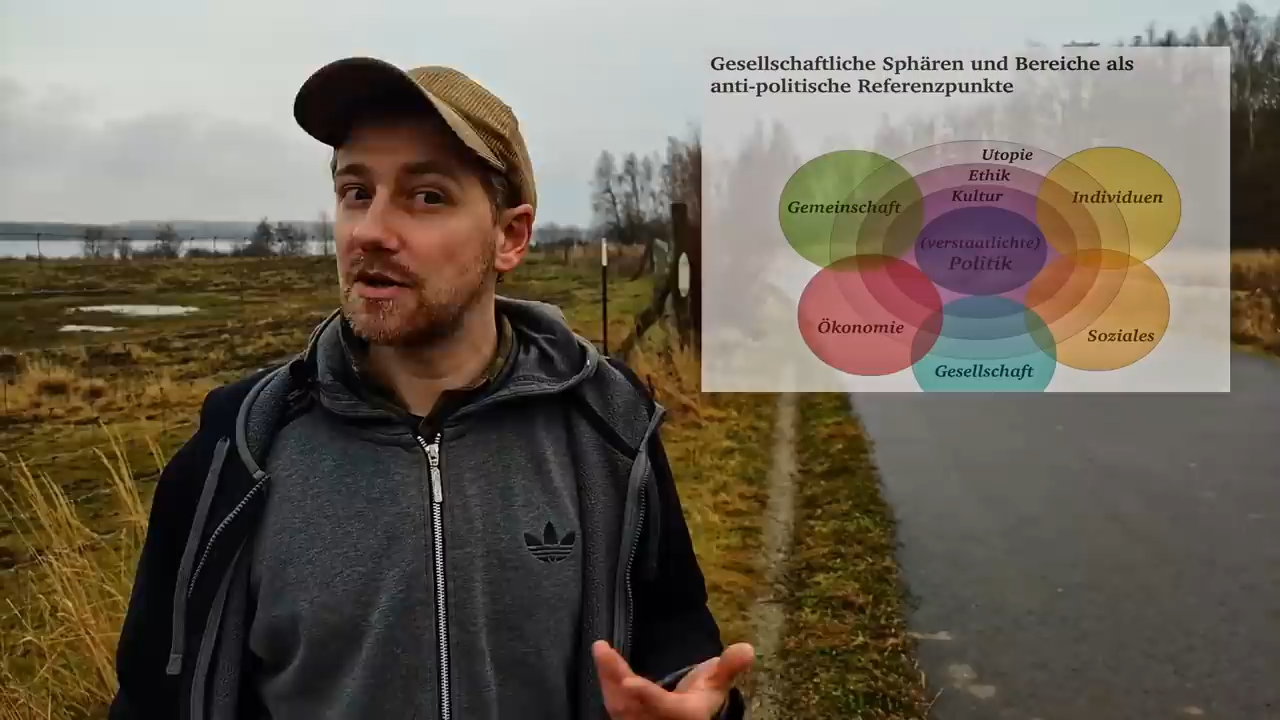 Gesellschaftliche Sphären und Bereiche als
anti-politische Referenzpunkte
Utopie
Ethik
Kultur
Gemeinschaft
Individuen
(verstaatlichte)
Politik
Ökonomie
Soziales
Gesellschaft